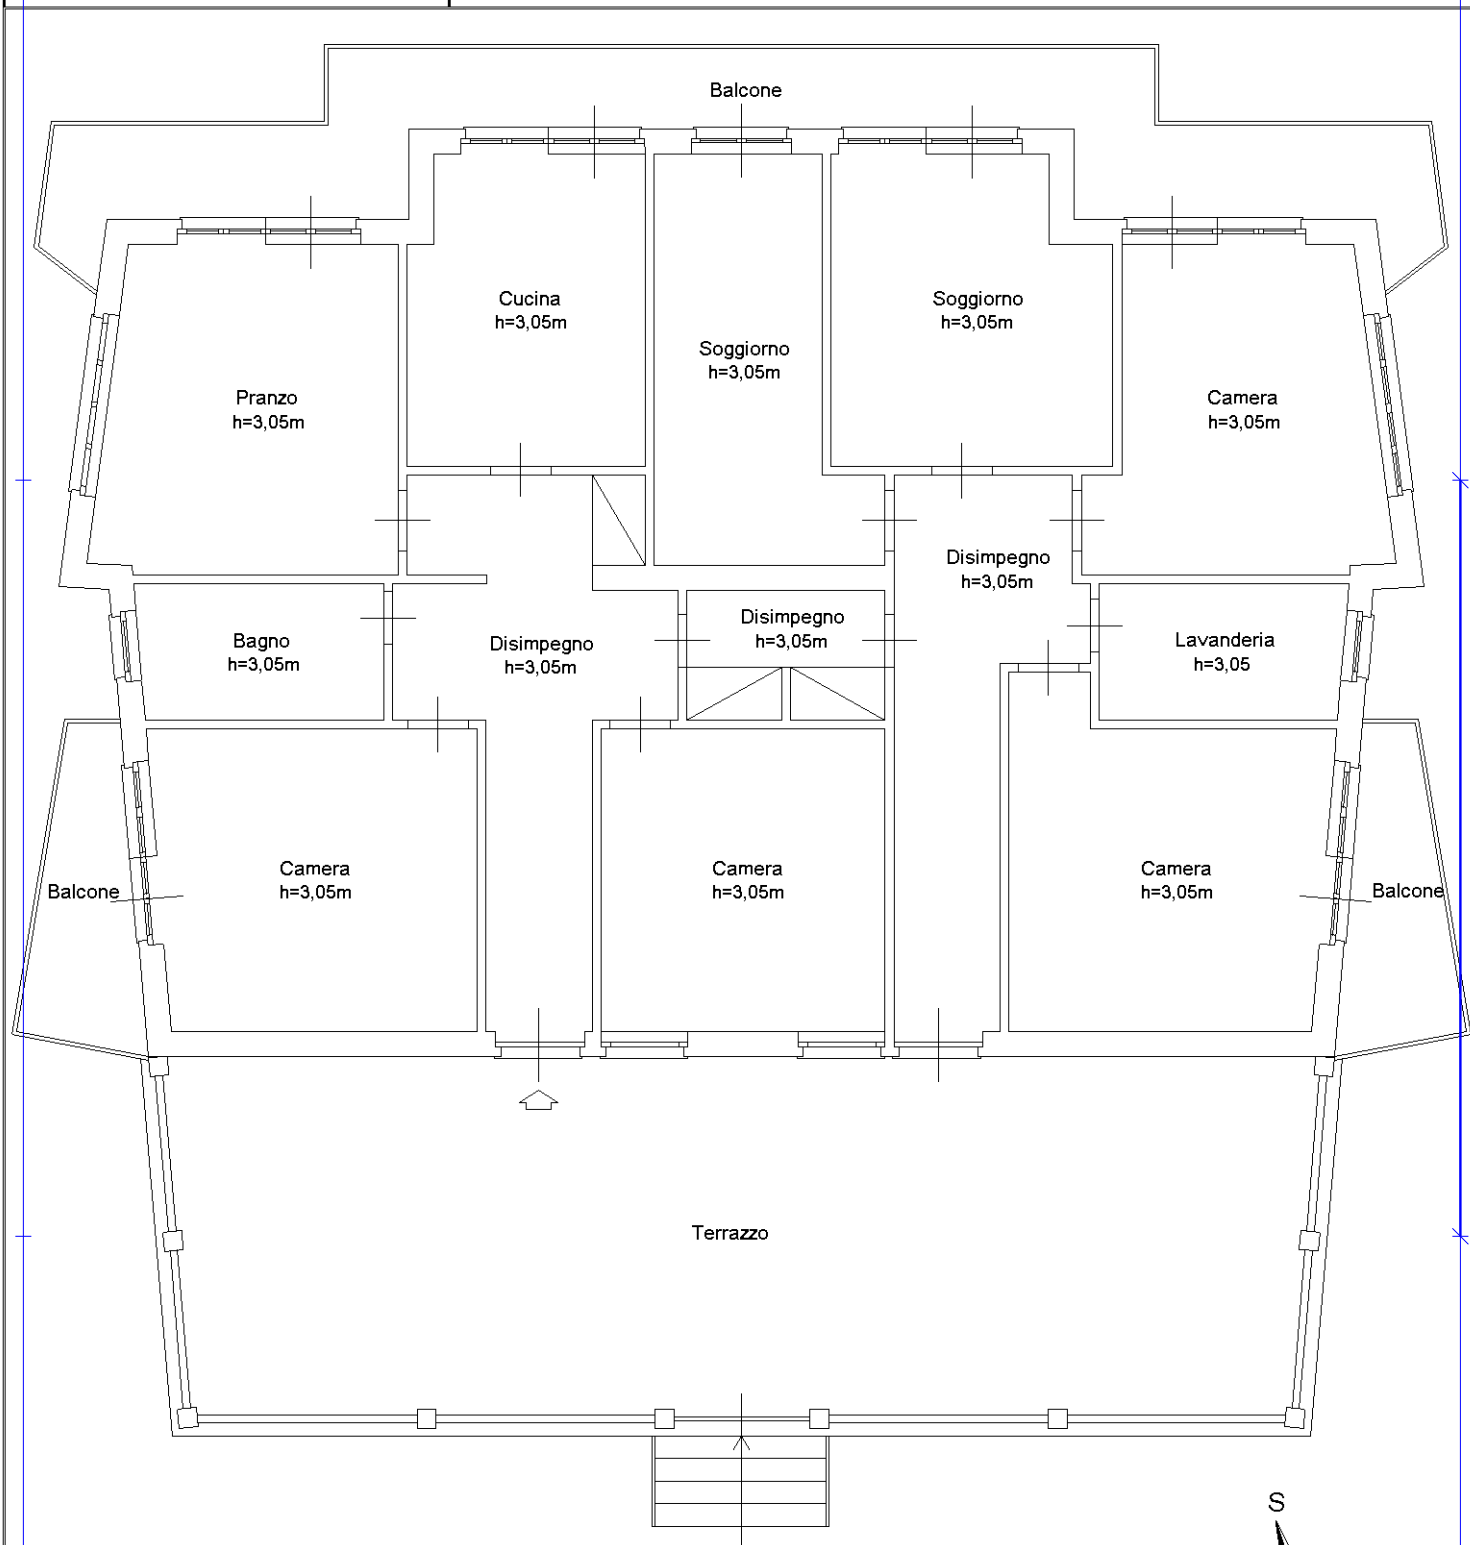 Balcone
Cucina
h=3,05m
Soggiorno
h=3,05m
Soggiorno
h=3,05m
Pranzo
h=3,05m
Camera
h=3,05m
Disimpegno
h=3,05m
Disimpegno
h=3,05m
Bagno
h=3,05m
Disimpegno
h=3,05m
Lavanderia
h=3,05
Camera
h=3,05m
Camera
h=3,05m
Camera
h=3,05m
Balcone
Balcone
Terrazzo
S